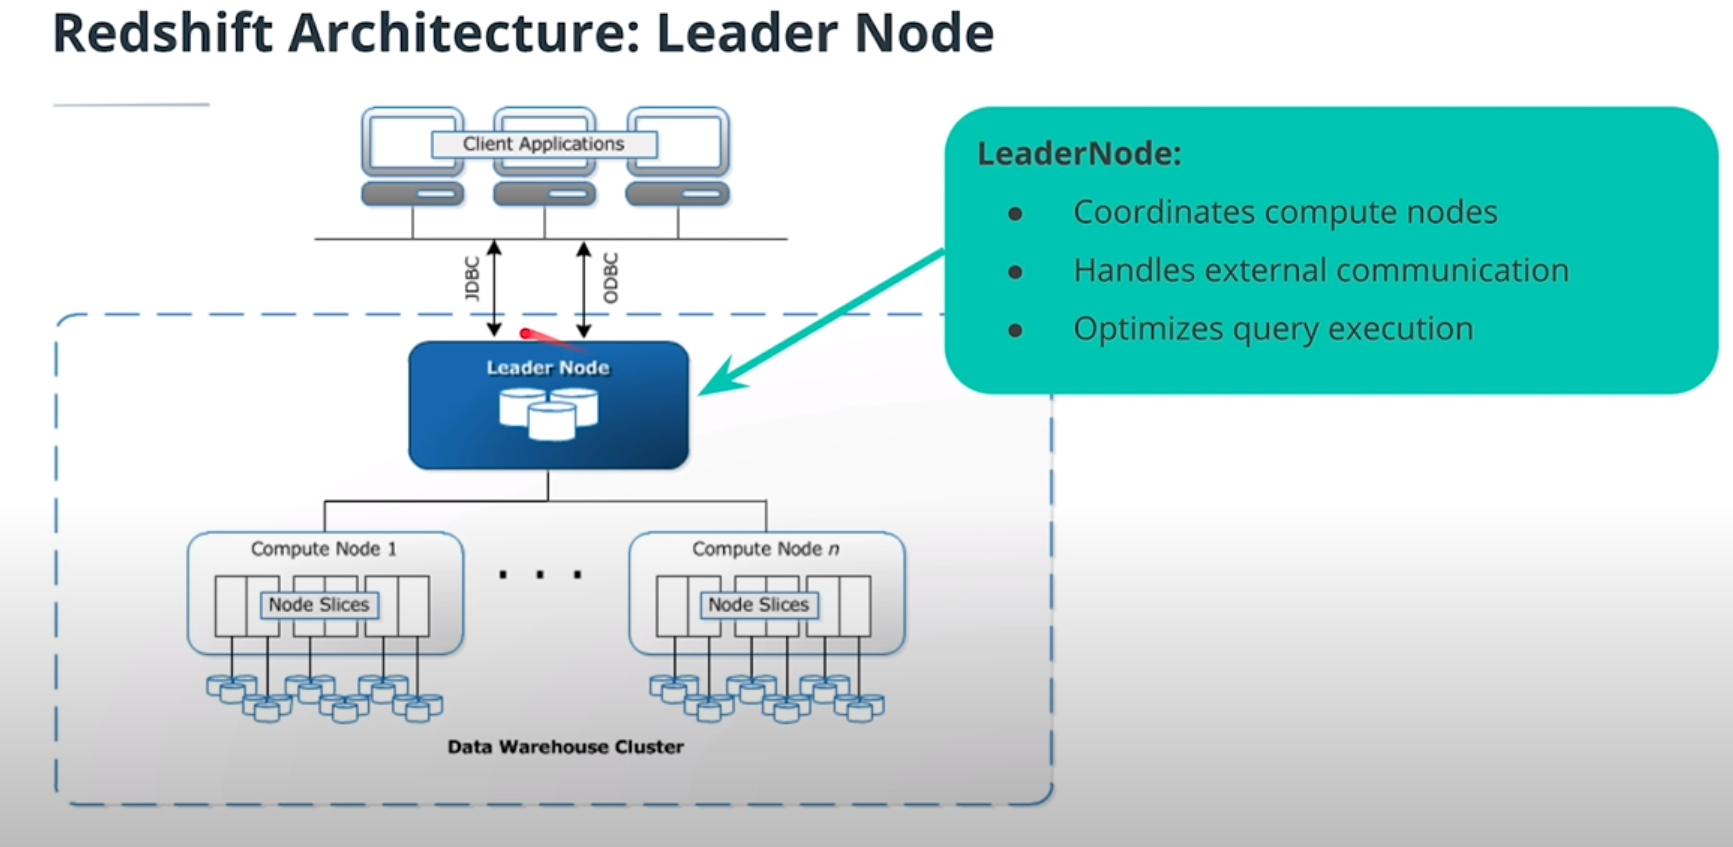 Redshift Architecture: Leader Node
Client Applications
JDBC
ODBC
LeaderNode:
● Coordinates compute nodes
● Handles external communication
● Optimizes query execution
Leader Node
Compute Node 1
. . .
Compute Node n
Node Slices
Node Slices
Data Warehouse Cluster